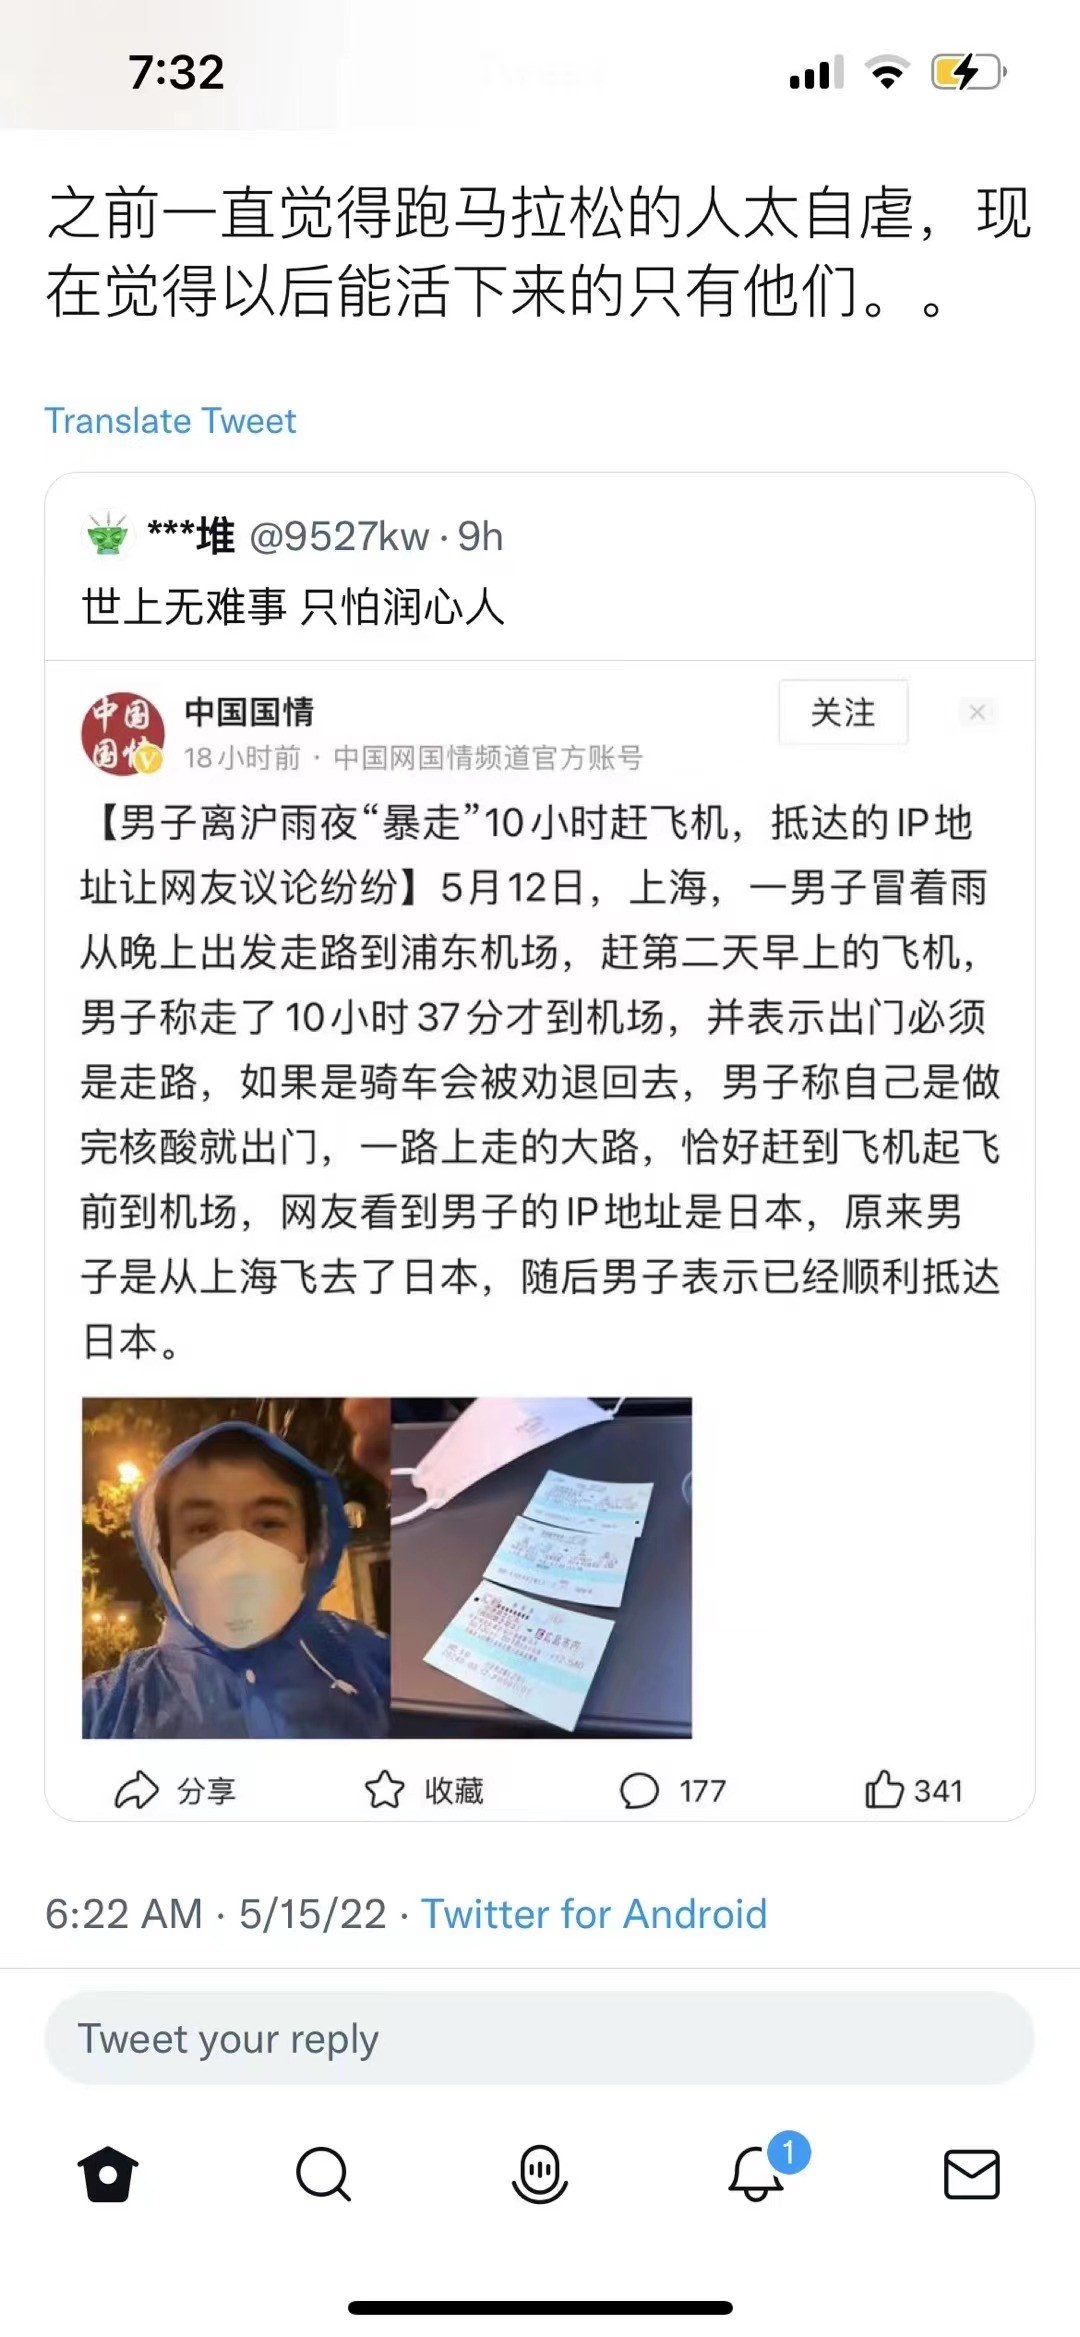 7:32
之前一直觉得跑马拉松的人太自虐，现
在觉得以后能活下来的只有他们。。
Translate Tweet
***堆 @9527kw · 9h
世上无难事 只怕润心人
中国国情
关注
18小时前 · 中国网国情频道官方账号
【男子离沪雨夜“暴走”10小时赶飞机，抵达的IP地
址让网友议论纷纷】5月12日，上海，一男子冒着雨
从晚上出发走路到浦东机场，赶第二天早上的飞机，
男子称走了10小时37分才到机场，并表示出门必须
是走路，如果是骑车会被劝退回去，男子称自己是做
完核酸就出门，一路上走的大路，恰好赶到飞机起飞
前到机场，网友看到男子的IP地址是日本，原来男
子是从上海飞去了日本，随后男子表示已经顺利抵达
日本。
分享
收藏
177
341
6:22 AM · 5/15/22 · Twitter for Android
Tweet your reply
1